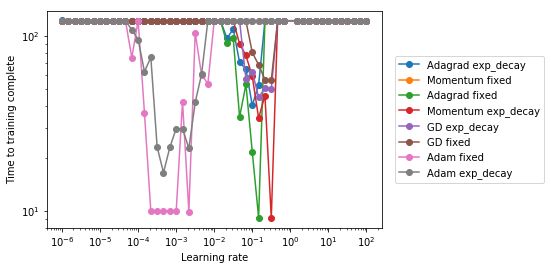 Time to training complete
10²
10¹
10⁻⁶ 10⁻⁵ 10⁻⁴ 10⁻³ 10⁻² 10⁻¹ 10⁰ 10¹ 10²
Learning rate
Adagrad exp_decay
Momentum fixed
Adagrad fixed
Momentum exp_decay
GD exp_decay
GD fixed
Adam fixed
Adam exp_decay